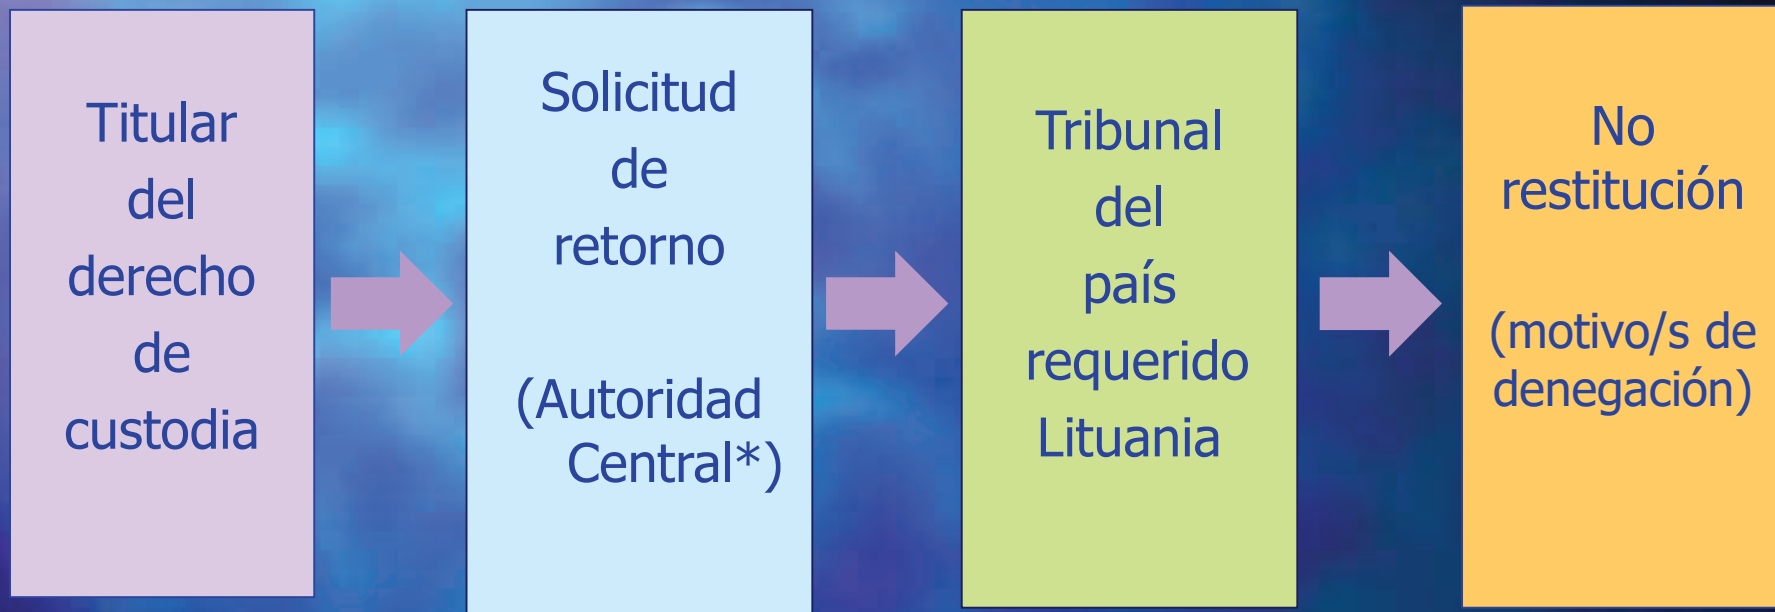 Titular
del
derecho
de
custodia
Solicitud
de
retorno
(Autoridad
Central*)
Tribunal
del
país
requerido
Lituania
No
restitución
(motivo/s de
denegación)